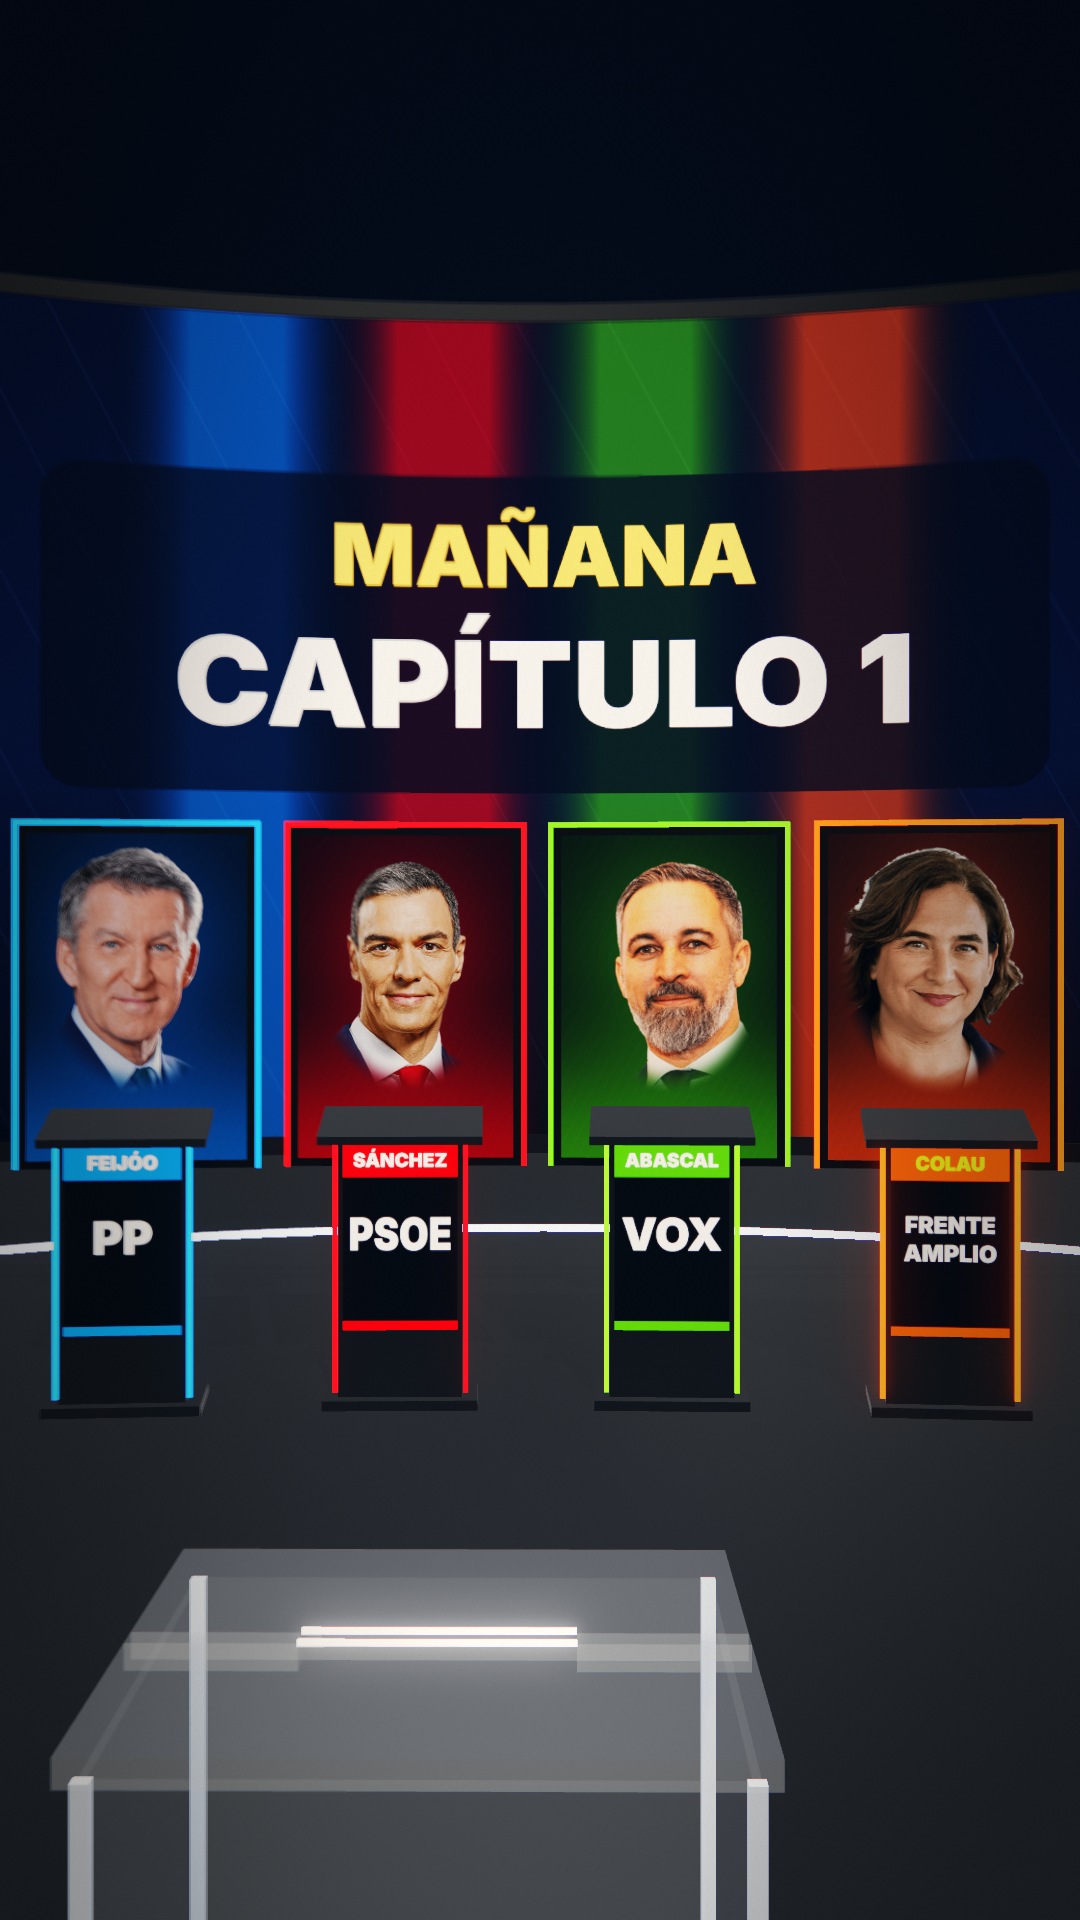 MAÑANA
CAPÍTULO 1
FEIJÓO
SÁNCHEZ
ABASCAL
COLAU
PP
PSOE
VOX
FRENTE
AMPLIO